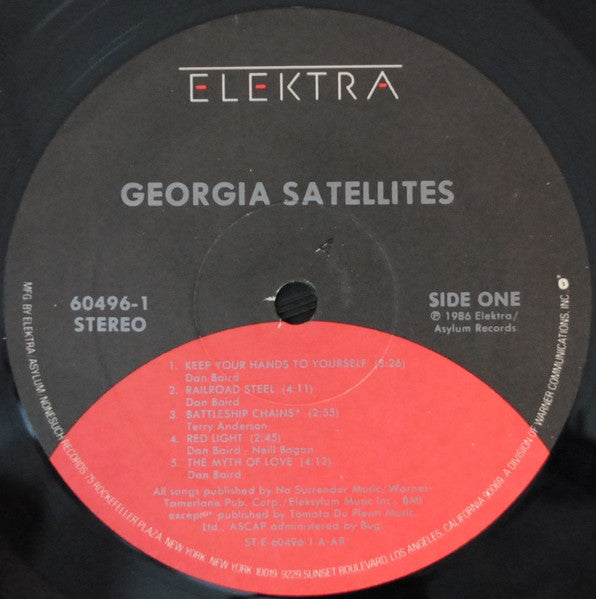 ELEKTRA
GEORGIA SATELLITES
A
60496-1
STEREO
SIDE ONE
℗ 1986 Elektra/
Asylum Records
1. KEEP YOUR HANDS TO YOURSELF (3:26)
Dan Baird
2. RAILROAD STEEL (4:11)
Dan Baird
3. BATTLESHIP CHAINS* (2:55)
Terry Anderson
4. RED LIGHT (2:45)
Dan Baird - Neill Bogan
5. THE MYTH OF LOVE (4:12)
Dan Baird
All songs published by No Surrender Music/Warner-
Tamerlane Pub. Corp./Eleksylum Music Inc. BMI
except* published by Tomata Du Plenti Music,
Ltd., ASCAP administered by Bug.
ST E-60496-1 A-AR
MFG. BY ELEKTRA/ASYLUM/NONESUCH RECORDS 75 ROCKEFELLER PLAZA, NEW YORK, NEW YORK 10019. 9229 SUNSET BOULEVARD, LOS ANGELES, CALIFORNIA 90069. A DIVISION OF WARNER COMMUNICATIONS, INC.